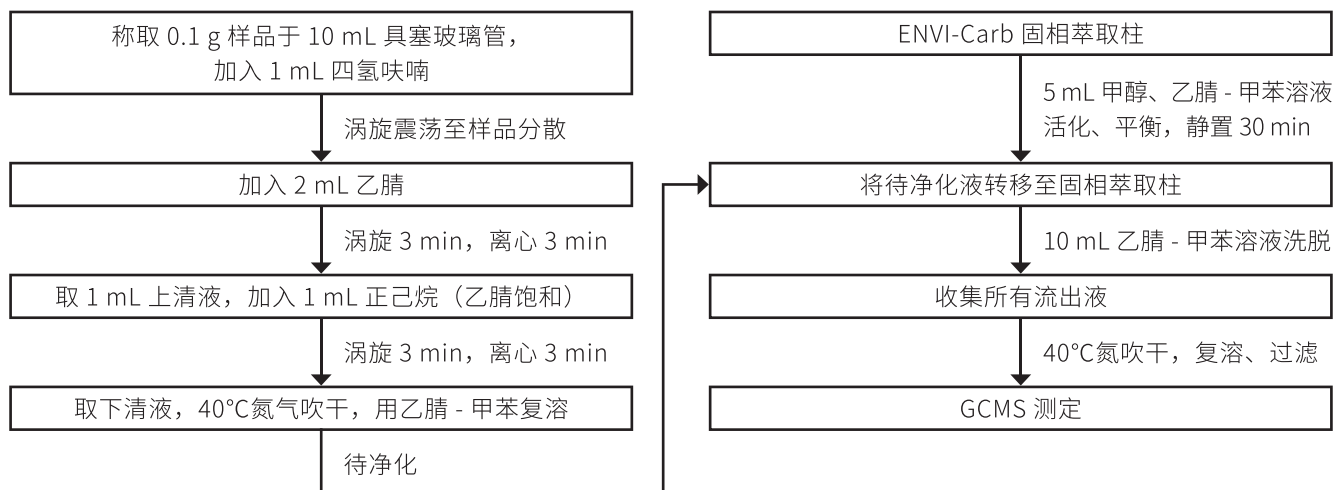 称取 0.1 g 样品于 10 mL 具塞玻璃管，
加入 1 mL 四氢呋喃
涡旋震荡至样品分散
加入 2 mL 乙腈
涡旋 3 min，离心 3 min
取 1 mL 上清液，加入 1 mL 正己烷（乙腈饱和）
涡旋 3 min，离心 3 min
取下清液，40℃氮气吹干，用乙腈 - 甲苯复溶
待净化
ENVI-Carb 固相萃取柱
5 mL 甲醇、乙腈 - 甲苯溶液
活化、平衡，静置 30 min
将待净化液转移至固相萃取柱
10 mL 乙腈 - 甲苯溶液洗脱
收集所有流出液
40℃氮吹干，复溶、过滤
GCMS 测定